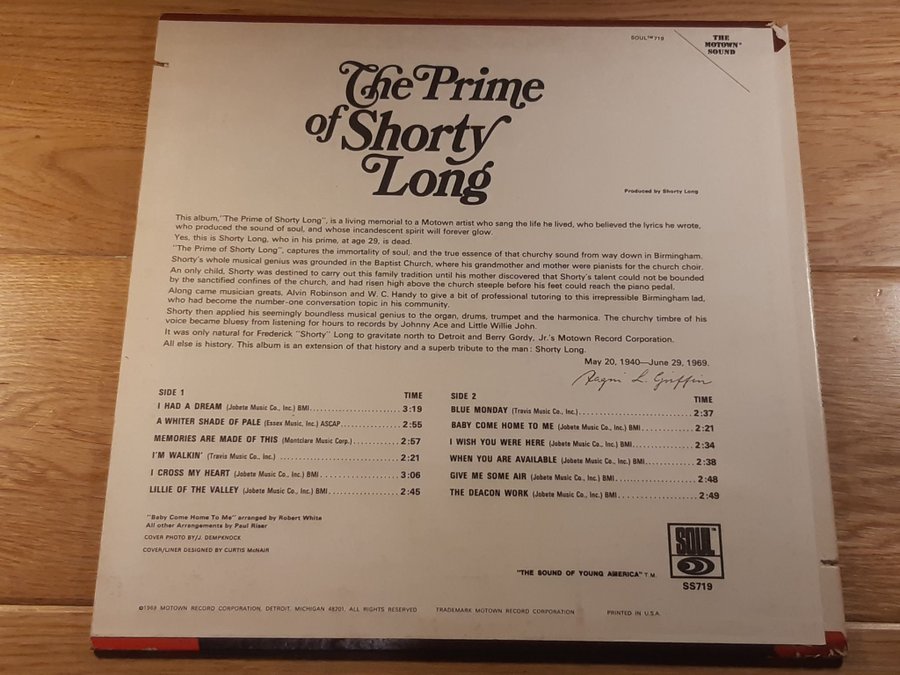 SOUL™ 719
THE
MOTOWN®
SOUND
The Prime
of Shorty
Long
Produced by Shorty Long
This album, "The Prime of Shorty Long", is a living memorial to a Motown artist who sang the life he lived, who believed the lyrics he wrote,
who produced the sound of soul, and whose incandescent spirit will forever glow.
Yes, this is Shorty Long, who in his prime, at age 29, is dead.
"The Prime of Shorty Long", captures the immortality of soul, and the true essence of that churchy sound from way down in Birmingham.
Shorty's whole musical genius was grounded in the Baptist Church, where his grandmother and mother were pianists for the church choir.
An only child, Shorty was destined to carry out this family tradition until his mother discovered that Shorty's talent could not be bounded
by the sanctified confines of the church, and had risen high above the church steeple before his feet could reach the piano pedal.
Along came musician greats, Alvin Robinson and W. C. Handy to give a bit of professional tutoring to this irrepressible Birmingham lad,
who had become the number-one conversation topic in his community.
Shorty then applied his seemingly boundless musical genius to the organ, drums, trumpet and the harmonica. The churchy timbre of his
voice became bluesy from listening for hours to records by Johnny Ace and Little Willie John.
It was only natural for Frederick "Shorty" Long to gravitate north to Detroit and Berry Gordy, Jr.'s Motown Record Corporation.
All else is history. This album is an extension of that history and a superb tribute to the man: Shorty Long.
May 20, 1940—June 29, 1969.
L. Griffin
SIDE 1 TIME
I HAD A DREAM (Jobete Music Co., Inc.) BMI 3:19
A WHITER SHADE OF PALE (Essex Music, Inc.) ASCAP 2:55
MEMORIES ARE MADE OF THIS (Montclare Music Corp.) 2:57
I'M WALKIN' (Travis Music Co., Inc.) 2:21
I CROSS MY HEART (Jobete Music Co., Inc.) BMI 3:06
LILLIE OF THE VALLEY (Jobete Music Co., Inc.) BMI 2:45
SIDE 2 TIME
BLUE MONDAY (Travis Music Co., Inc.) 2:37
BABY COME HOME TO ME (Jobete Music Co., Inc.) BMI 2:21
I WISH YOU WERE HERE (Jobete Music Co., Inc.) BMI 2:34
WHEN YOU ARE AVAILABLE (Jobete Music Co., Inc.) BMI 2:38
GIVE ME SOME AIR (Jobete Music Co., Inc.) BMI 2:48
THE DEACON WORK (Jobete Music Co., Inc.) BMI 2:49
"Baby Come Home To Me" arranged by Robert White
All other Arrangements by Paul Riser
COVER PHOTO BY/J. DEMPKNOCK
COVER/LINER DESIGNED BY CURTIS McNAIR
SOUL™
"THE SOUND OF YOUNG AMERICA" T.M.
SS719
©1969 MOTOWN RECORD CORPORATION, DETROIT, MICHIGAN 48201. ALL RIGHTS RESERVED TRADEMARK MOTOWN RECORD CORPORATION PRINTED IN U.S.A.